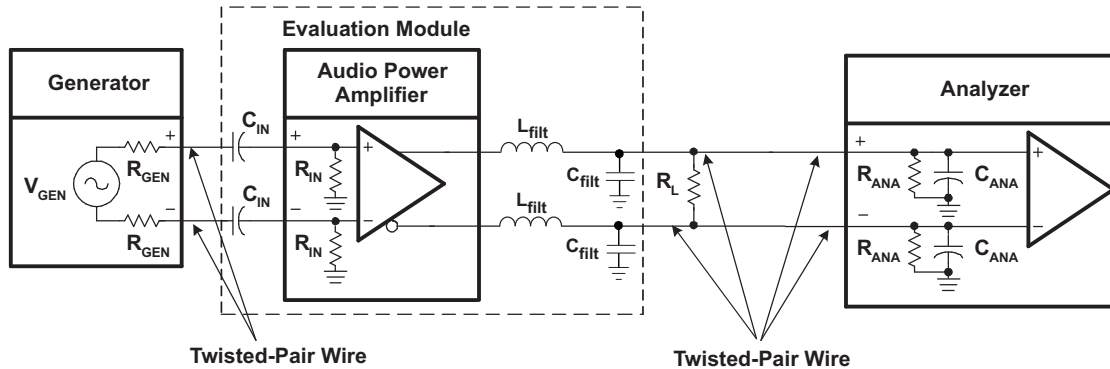 Evaluation Module
Generator
Audio Power
Amplifier
Analyzer
C_IN
L_filt
+
+
+
+
+
R_GEN
R_IN
C_filt
R_L
R_ANA
C_ANA
V_GEN
C_IN
L_filt
−
−
−
−
−
R_GEN
R_IN
C_filt
R_ANA
C_ANA
Twisted-Pair Wire
Twisted-Pair Wire